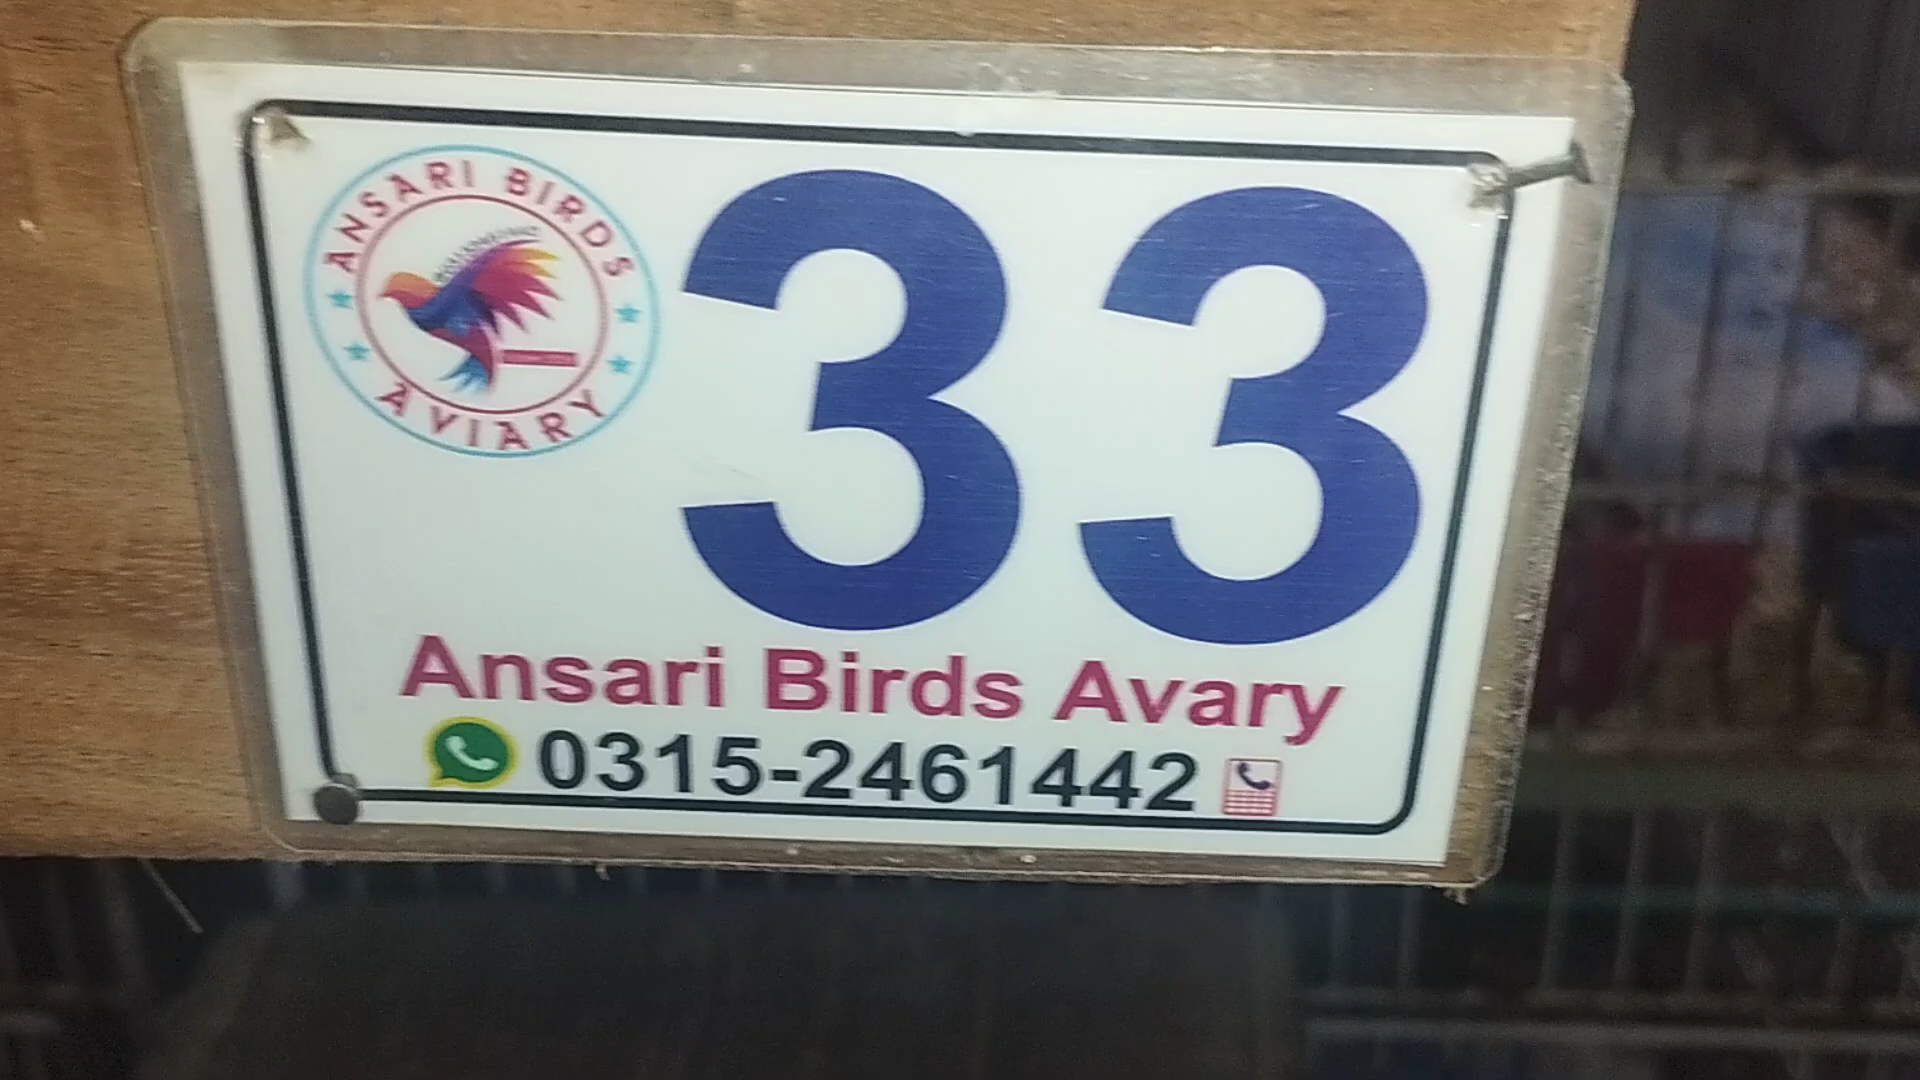 ANSARI BIRDS
AVIARY
33
Ansari Birds Avary
0315-2461442